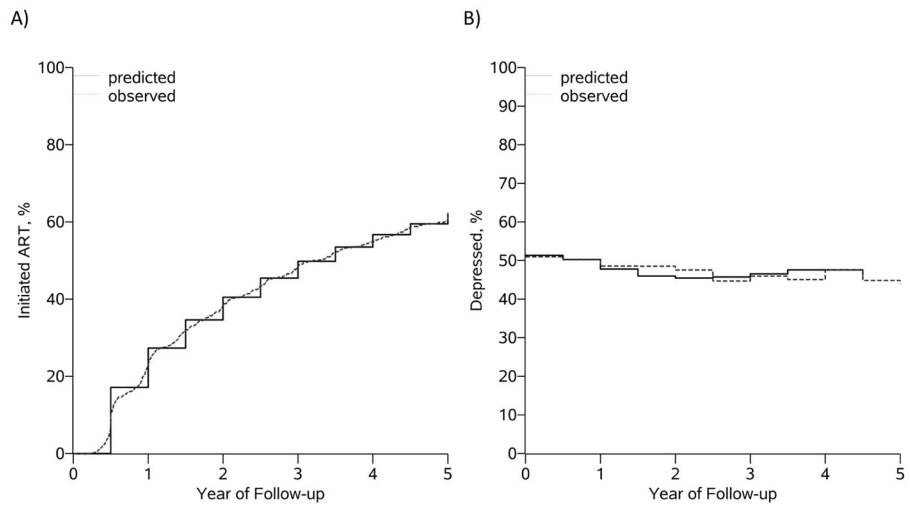 A)
B)
100
80
60
40
20
0
Initiated ART, %
predicted
observed
0 1 2 3 4 5
Year of Follow-up
100
90
80
70
60
50
40
30
20
10
0
Depressed, %
predicted
observed
0 1 2 3 4 5
Year of Follow-up